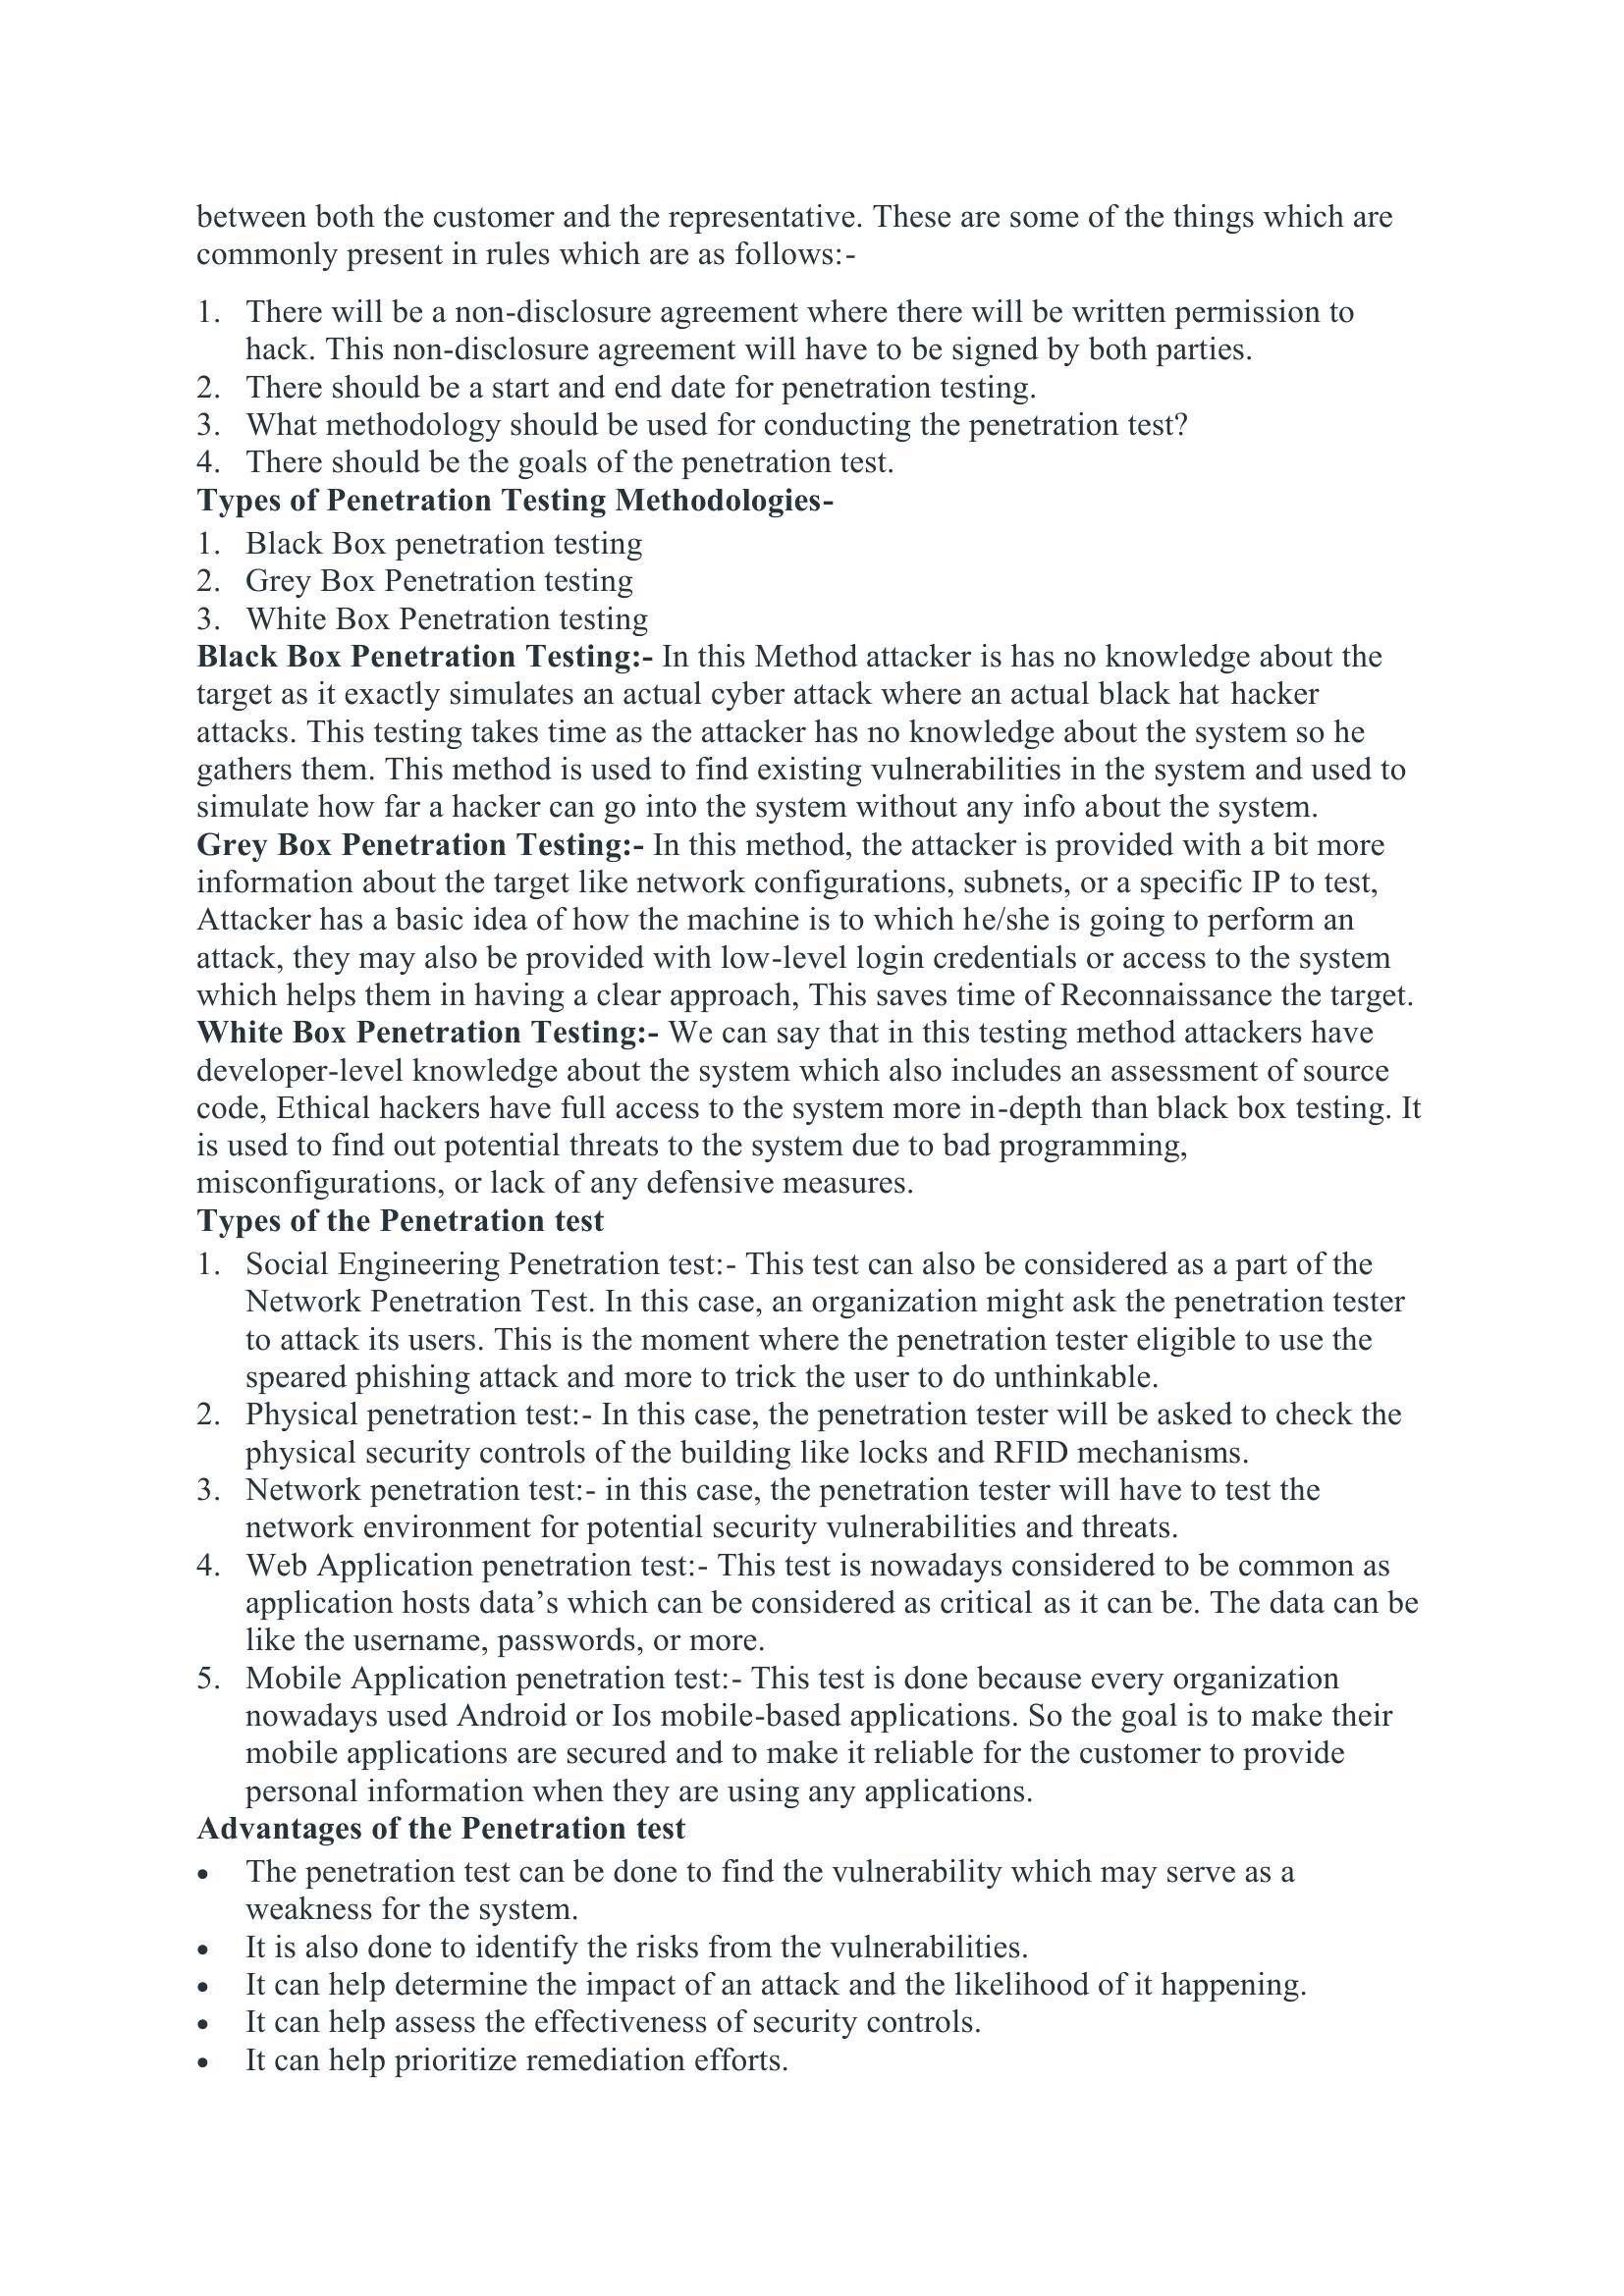 between both the customer and the representative. These are some of the things which are
commonly present in rules which are as follows:-
1. There will be a non-disclosure agreement where there will be written permission to
hack. This non-disclosure agreement will have to be signed by both parties.
2. There should be a start and end date for penetration testing.
3. What methodology should be used for conducting the penetration test?
4. There should be the goals of the penetration test.
Types of Penetration Testing Methodologies-
1. Black Box penetration testing
2. Grey Box Penetration testing
3. White Box Penetration testing
Black Box Penetration Testing:- In this Method attacker is has no knowledge about the
target as it exactly simulates an actual cyber attack where an actual black hat hacker
attacks. This testing takes time as the attacker has no knowledge about the system so he
gathers them. This method is used to find existing vulnerabilities in the system and used to
simulate how far a hacker can go into the system without any info about the system.
Grey Box Penetration Testing:- In this method, the attacker is provided with a bit more
information about the target like network configurations, subnets, or a specific IP to test,
Attacker has a basic idea of how the machine is to which he/she is going to perform an
attack, they may also be provided with low-level login credentials or access to the system
which helps them in having a clear approach, This saves time of Reconnaissance the target.
White Box Penetration Testing:- We can say that in this testing method attackers have
developer-level knowledge about the system which also includes an assessment of source
code, Ethical hackers have full access to the system more in-depth than black box testing. It
is used to find out potential threats to the system due to bad programming,
misconfigurations, or lack of any defensive measures.
Types of the Penetration test
1. Social Engineering Penetration test:- This test can also be considered as a part of the
Network Penetration Test. In this case, an organization might ask the penetration tester
to attack its users. This is the moment where the penetration tester eligible to use the
speared phishing attack and more to trick the user to do unthinkable.
2. Physical penetration test:- In this case, the penetration tester will be asked to check the
physical security controls of the building like locks and RFID mechanisms.
3. Network penetration test:- in this case, the penetration tester will have to test the
network environment for potential security vulnerabilities and threats.
4. Web Application penetration test:- This test is nowadays considered to be common as
application hosts data’s which can be considered as critical as it can be. The data can be
like the username, passwords, or more.
5. Mobile Application penetration test:- This test is done because every organization
nowadays used Android or Ios mobile-based applications. So the goal is to make their
mobile applications are secured and to make it reliable for the customer to provide
personal information when they are using any applications.
Advantages of the Penetration test
• The penetration test can be done to find the vulnerability which may serve as a
weakness for the system.
• It is also done to identify the risks from the vulnerabilities.
• It can help determine the impact of an attack and the likelihood of it happening.
• It can help assess the effectiveness of security controls.
• It can help prioritize remediation efforts.